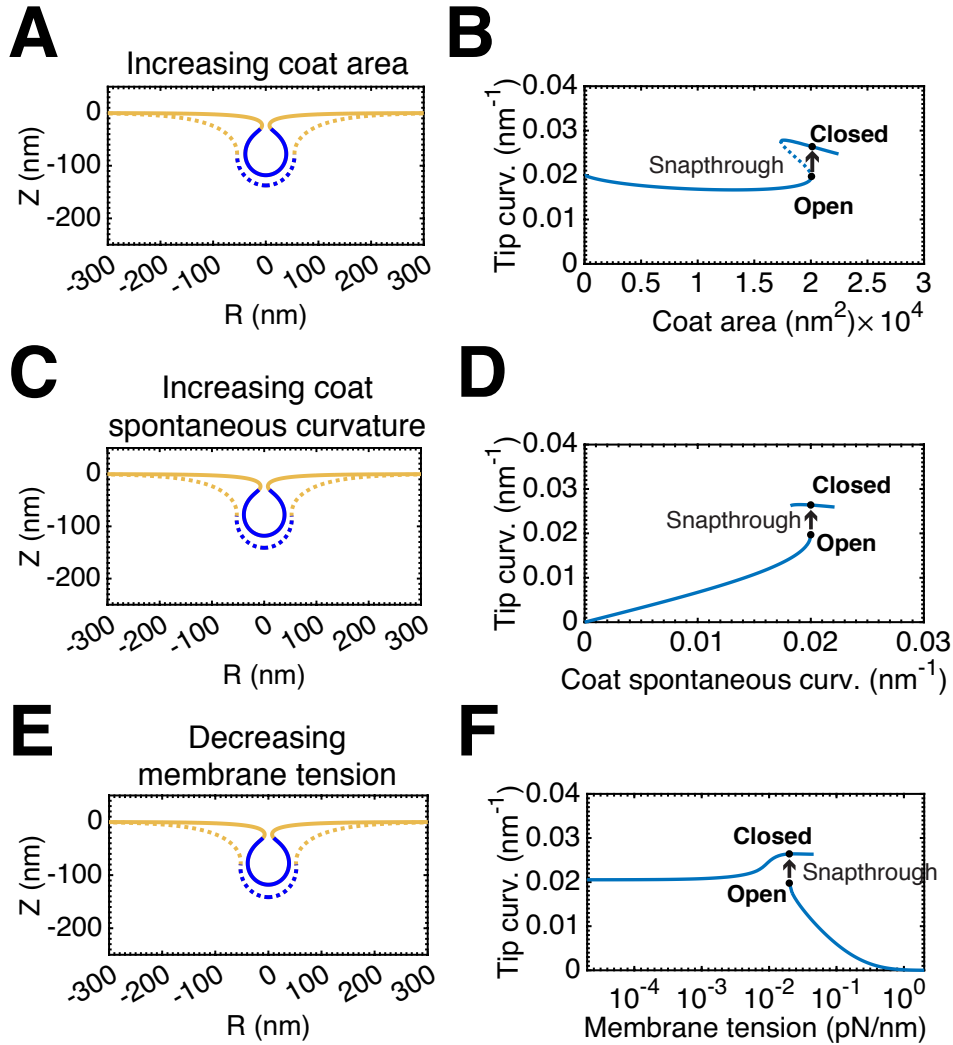 A
Increasing coat area
0
-100
-200
Z (nm)
-300
-200
-100
0
100
200
300
R (nm)
B
0.04
0.03
0.02
0.01
0
Tip curv. (nm⁻¹)
Closed
Snapthrough
Open
0 0.5 1 1.5 2 2.5 3
Coat area (nm²)× 10⁴
C
Increasing coat
spontaneous curvature
0
-100
-200
Z (nm)
-300
-200
-100
0
100
200
300
R (nm)
D
0.04
0.03
0.02
0.01
0
Tip curv. (nm⁻¹)
Closed
Snapthrough
Open
0 0.01 0.02 0.03
Coat spontaneous curv. (nm⁻¹)
E
Decreasing
membrane tension
0
-100
-200
Z (nm)
-300
-200
-100
0
100
200
300
R (nm)
F
0.04
0.03
0.02
0.01
0
Tip curv. (nm⁻¹)
Closed
Snapthrough
Open
10⁻⁴ 10⁻³ 10⁻² 10⁻¹ 10⁰
Membrane tension (pN/nm)